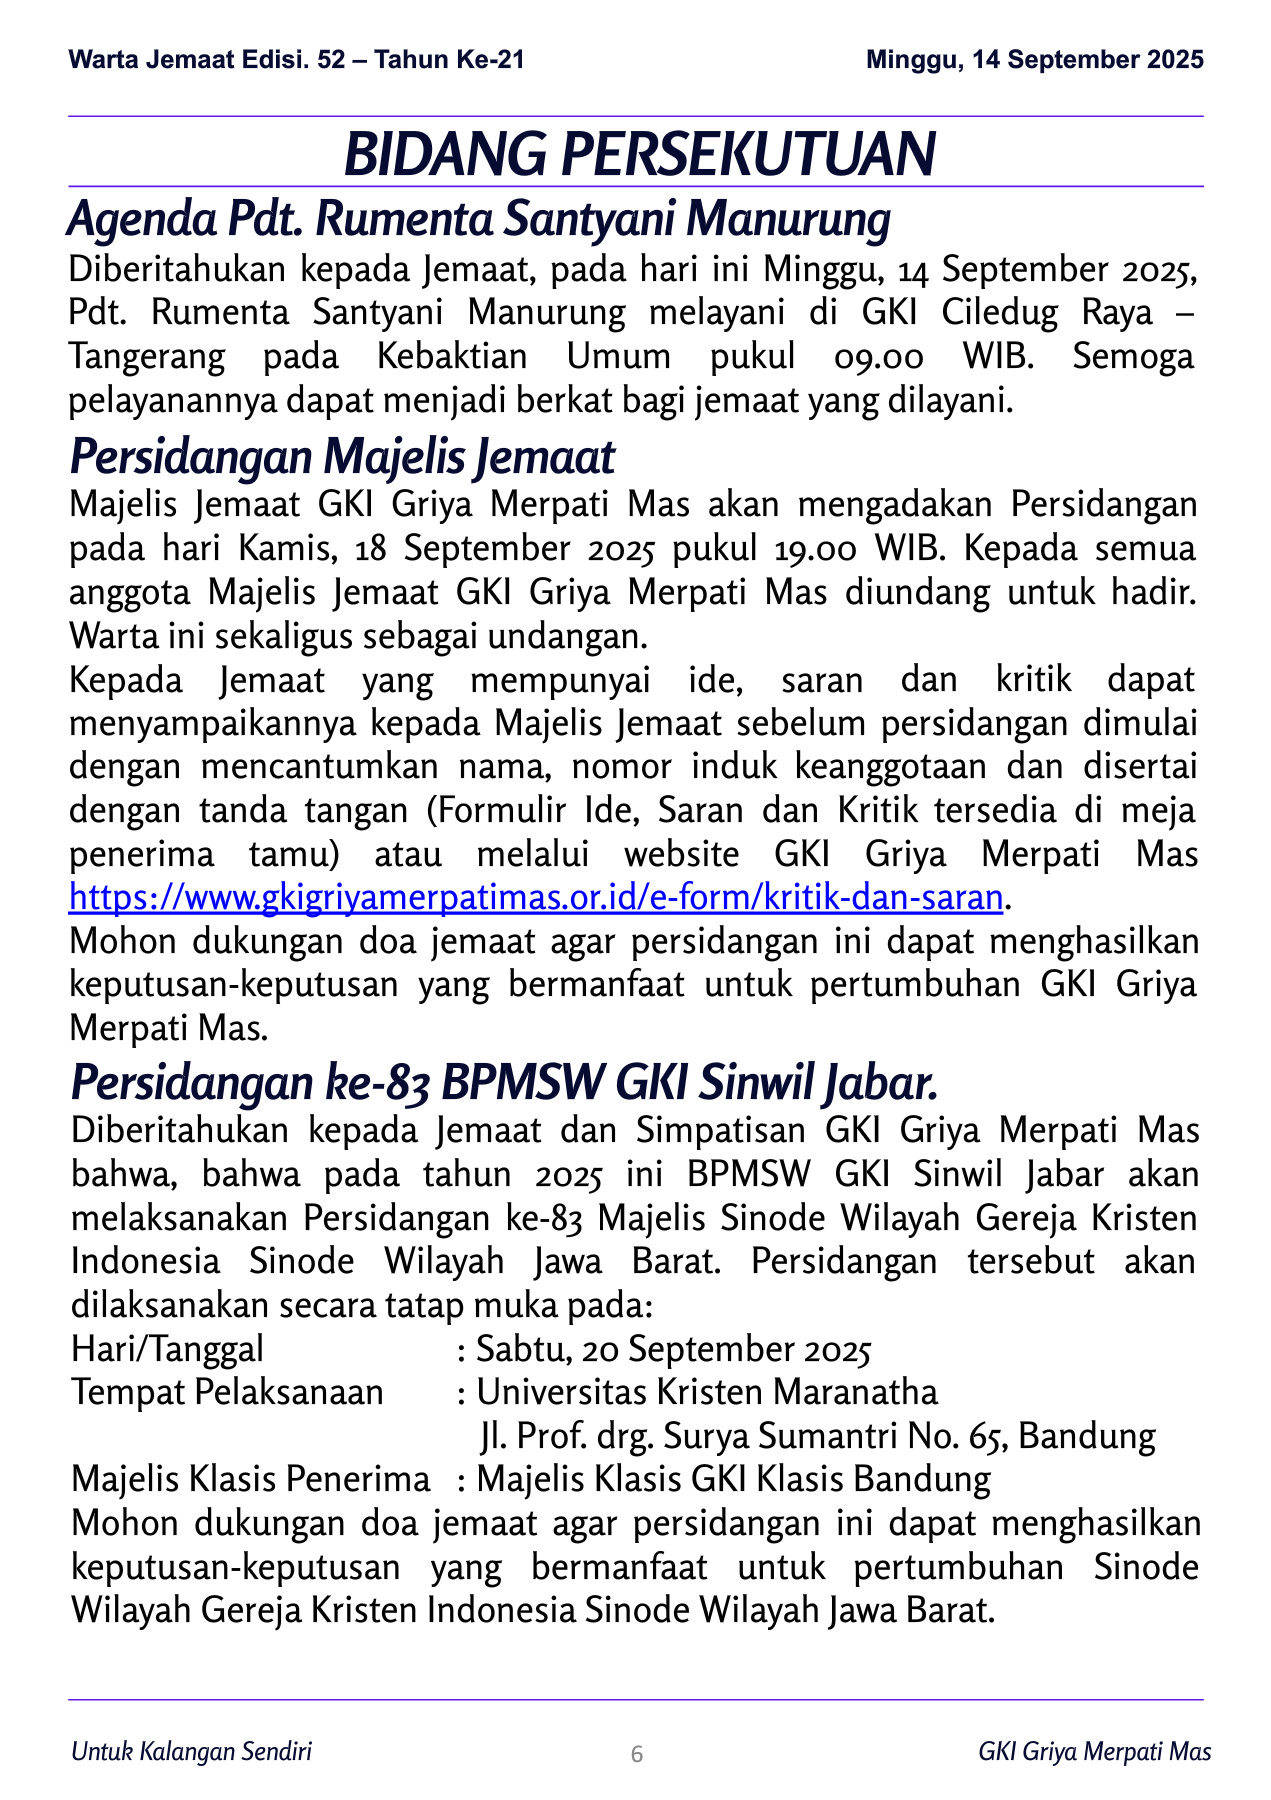 Warta Jemaat Edisi. 52 – Tahun Ke-21
Minggu, 14 September 2025
BIDANG PERSEKUTUAN
Agenda Pdt. Rumenta Santyani Manurung
Diberitahukan kepada Jemaat, pada hari ini Minggu, 14 September 2025,
Pdt. Rumenta Santyani Manurung melayani di GKI Ciledug Raya –
Tangerang pada Kebaktian Umum pukul 09.00 WIB. Semoga
pelayanannya dapat menjadi berkat bagi jemaat yang dilayani.
Persidangan Majelis Jemaat
Majelis Jemaat GKI Griya Merpati Mas akan mengadakan Persidangan
pada hari Kamis, 18 September 2025 pukul 19.00 WIB. Kepada semua
anggota Majelis Jemaat GKI Griya Merpati Mas diundang untuk hadir.
Warta ini sekaligus sebagai undangan.
Kepada Jemaat yang mempunyai ide, saran dan kritik dapat
menyampaikannya kepada Majelis Jemaat sebelum persidangan dimulai
dengan mencantumkan nama, nomor induk keanggotaan dan disertai
dengan tanda tangan (Formulir Ide, Saran dan Kritik tersedia di meja
penerima tamu) atau melalui website GKI Griya Merpati Mas
https://www.gkigriyamerpatimas.or.id/e-form/kritik-dan-saran.
Mohon dukungan doa jemaat agar persidangan ini dapat menghasilkan
keputusan-keputusan yang bermanfaat untuk pertumbuhan GKI Griya
Merpati Mas.
Persidangan ke-83 BPMSW GKI Sinwil Jabar.
Diberitahukan kepada Jemaat dan Simpatisan GKI Griya Merpati Mas
bahwa, bahwa pada tahun 2025 ini BPMSW GKI Sinwil Jabar akan
melaksanakan Persidangan ke-83 Majelis Sinode Wilayah Gereja Kristen
Indonesia Sinode Wilayah Jawa Barat. Persidangan tersebut akan
dilaksanakan secara tatap muka pada:
Hari/Tanggal : Sabtu, 20 September 2025
Tempat Pelaksanaan : Universitas Kristen Maranatha
Jl. Prof. drg. Surya Sumantri No. 65, Bandung
Majelis Klasis Penerima : Majelis Klasis GKI Klasis Bandung
Mohon dukungan doa jemaat agar persidangan ini dapat menghasilkan
keputusan-keputusan yang bermanfaat untuk pertumbuhan Sinode
Wilayah Gereja Kristen Indonesia Sinode Wilayah Jawa Barat.
Untuk Kalangan Sendiri
6
GKI Griya Merpati Mas